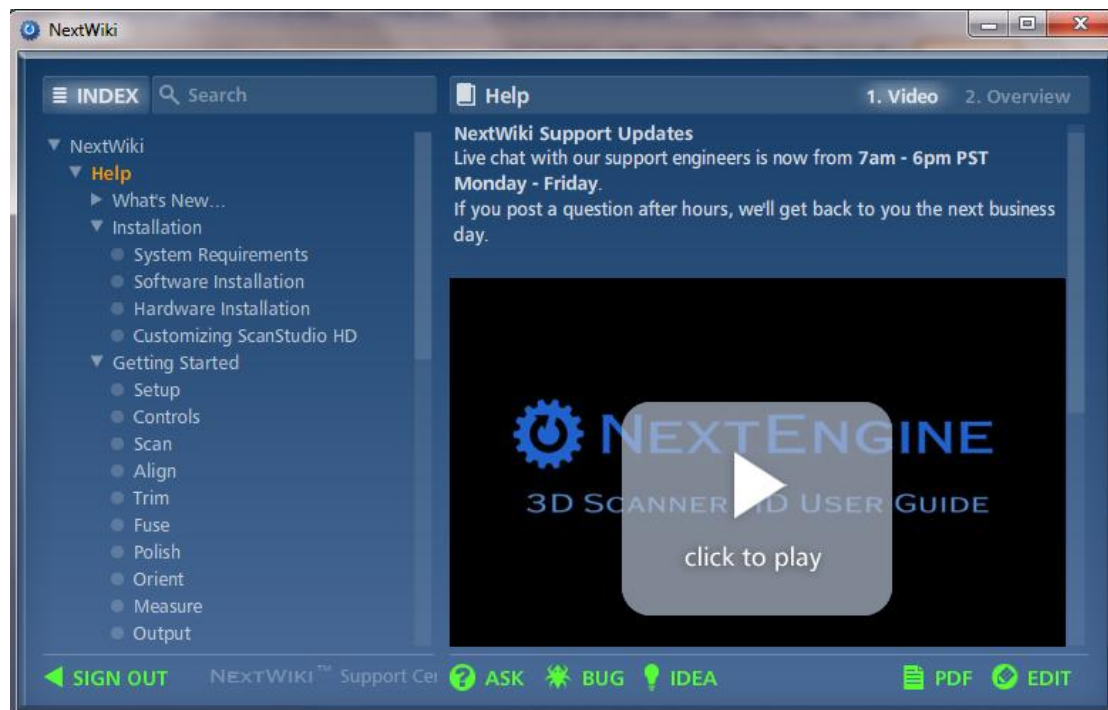 NextWiki
INDEX
Search
Help
1. Video
2. Overview
NextWiki
Help
What's New...
Installation
System Requirements
Software Installation
Hardware Installation
Customizing ScanStudio HD
Getting Started
Setup
Controls
Scan
Align
Trim
Fuse
Polish
Orient
Measure
Output
NextWiki Support Updates
Live chat with our support engineers is now from 7am - 6pm PST
Monday - Friday.
If you post a question after hours, we'll get back to you the next business
day.
NEXTENGINE
3D SCANNER HD USER GUIDE
click to play
SIGN OUT
NEXTWIKI™ Support Cen
ASK
BUG
IDEA
PDF
EDIT